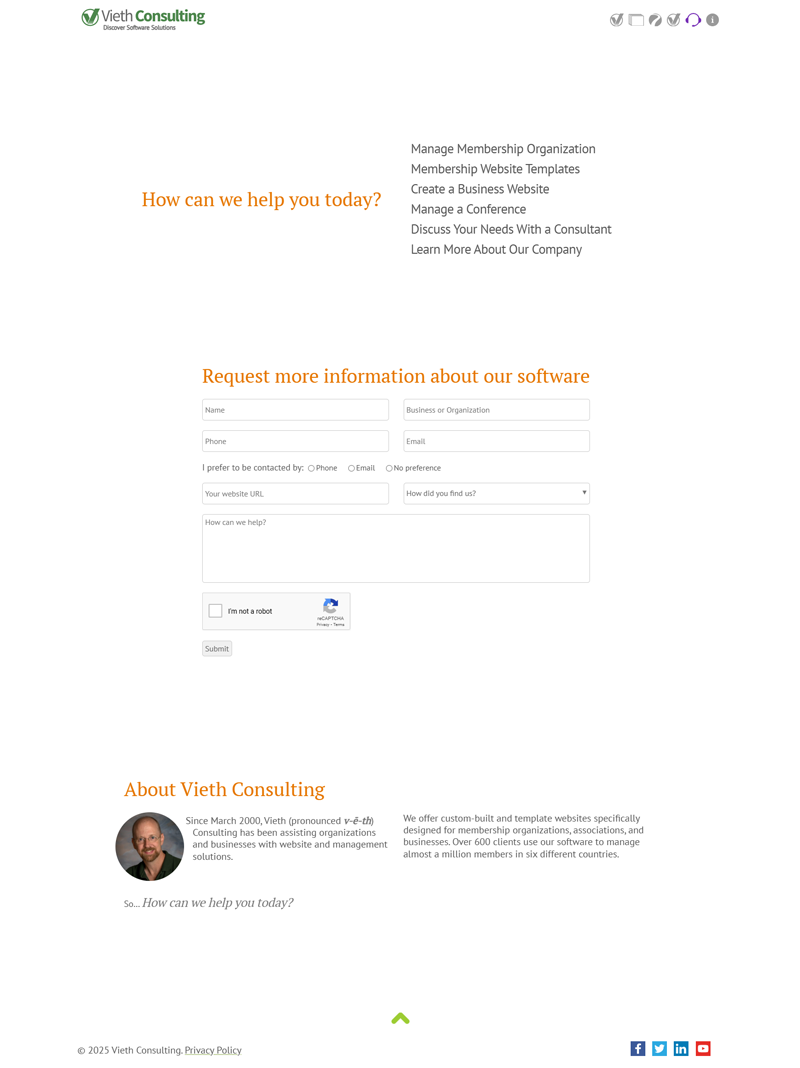 Vieth Consulting
Discover Software Solutions
How can we help you today?
Manage Membership Organization
Membership Website Templates
Create a Business Website
Manage a Conference
Discuss Your Needs With a Consultant
Learn More About Our Company
Request more information about our software
Name
Business or Organization
Phone
Email
I prefer to be contacted by: Phone Email No preference
Your website URL
How did you find us?
How can we help?
I'm not a robot
reCAPTCHA
Privacy - Terms
Submit
About Vieth Consulting
Since March 2000, Vieth (pronounced v-ē-th)
Consulting has been assisting organizations
and businesses with website and management
solutions.
We offer custom-built and template websites specifically
designed for membership organizations, associations, and
businesses. Over 600 clients use our software to manage
almost a million members in six different countries.
So... How can we help you today?
© 2025 Vieth Consulting. Privacy Policy